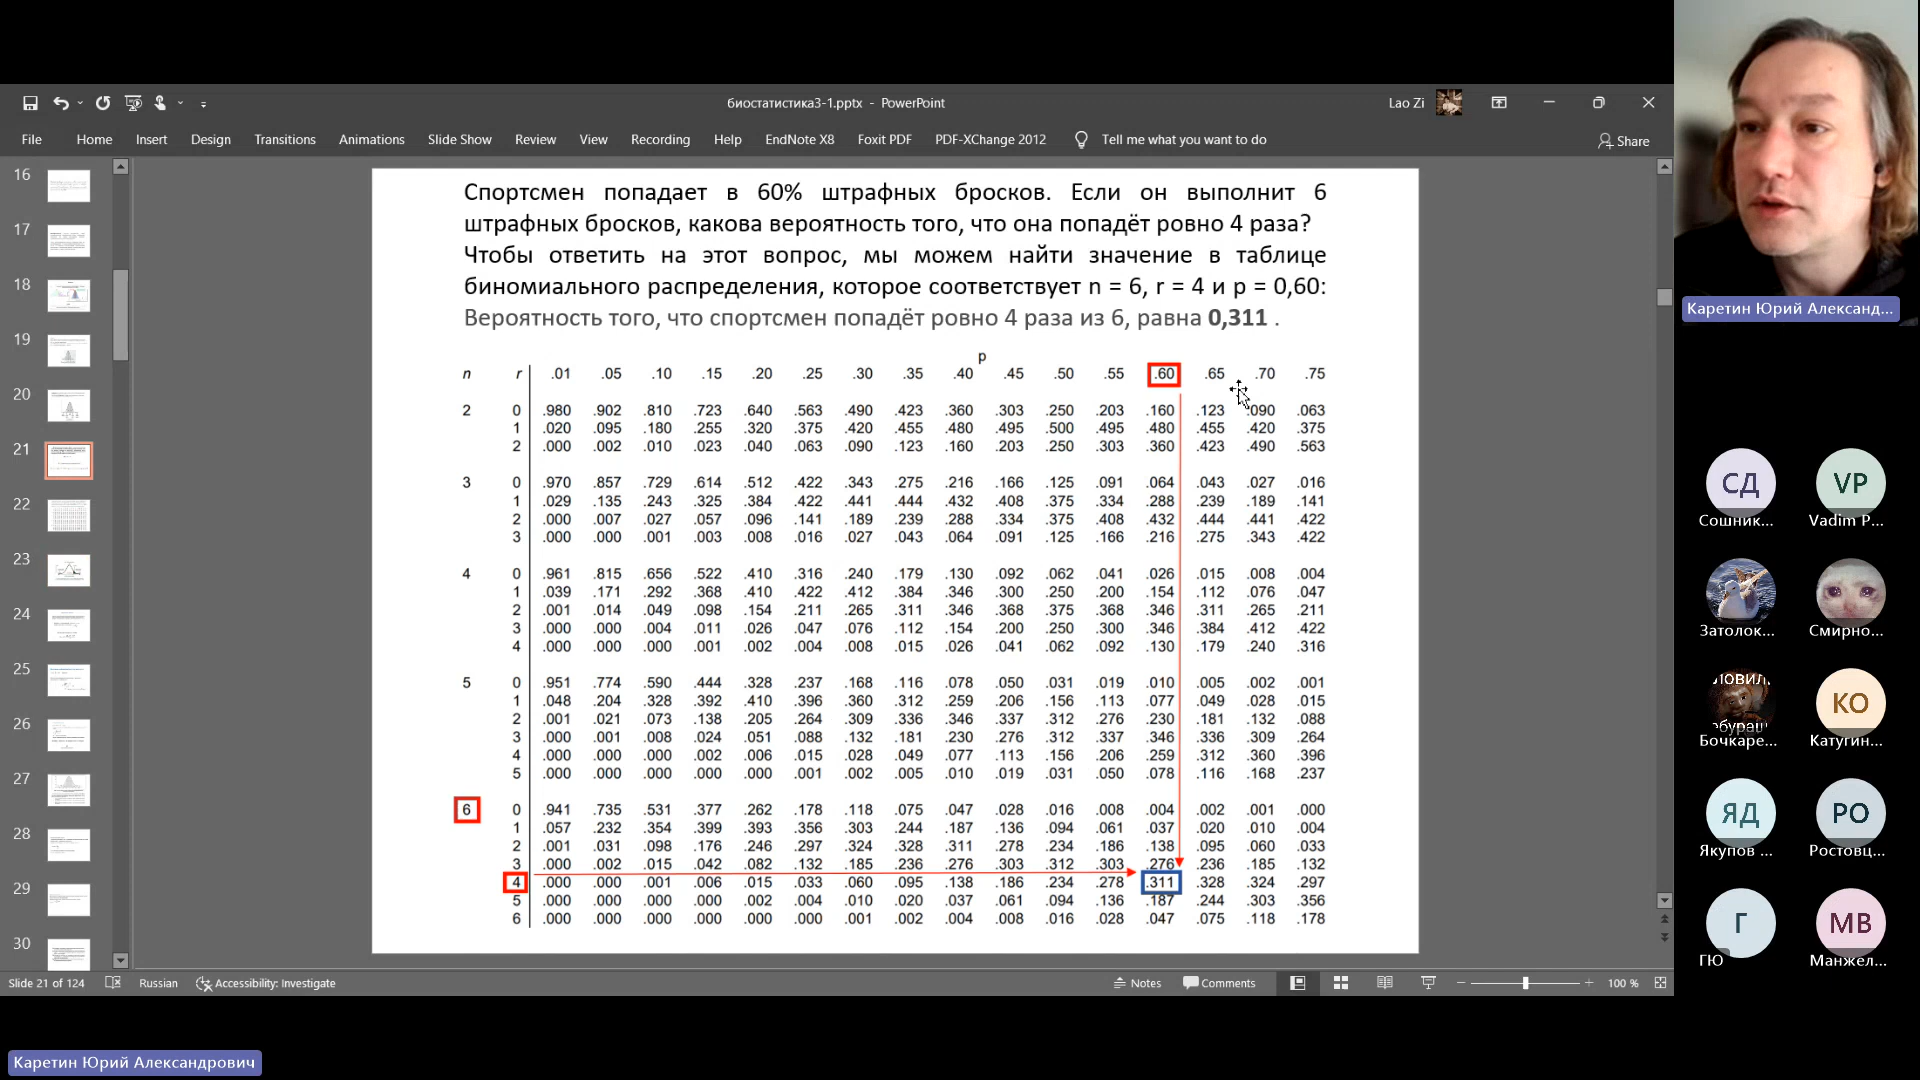 биостатистика3-1.pptx - PowerPoint
Lao Zi
File Home Insert Design Transitions Animations Slide Show Review View Recording Help EndNote X8 Foxit PDF PDF-XChange 2012 Tell me what you want to do Share
Спортсмен попадает в 60% штрафных бросков. Если он выполнит 6
штрафных бросков, какова вероятность того, что она попадёт ровно 4 раза?
Чтобы ответить на этот вопрос, мы можем найти значение в таблице
биномиального распределения, которое соответствует n = 6, r = 4 и p = 0,60:
Вероятность того, что спортсмен попадёт ровно 4 раза из 6, равна 0,311 .
p
n r .01 .05 .10 .15 .20 .25 .30 .35 .40 .45 .50 .55 .60 .65 .70 .75
2 0 .980 .902 .810 .723 .640 .563 .490 .423 .360 .303 .250 .203 .160 .123 .090 .063
1 .020 .095 .180 .255 .320 .375 .420 .455 .480 .495 .500 .495 .480 .455 .420 .375
2 .000 .002 .010 .023 .040 .063 .090 .123 .160 .203 .250 .303 .360 .423 .490 .563
3 0 .970 .857 .729 .614 .512 .422 .343 .275 .216 .166 .125 .091 .064 .043 .027 .016
1 .029 .135 .243 .325 .384 .422 .441 .444 .432 .408 .375 .334 .288 .239 .189 .141
2 .000 .007 .027 .057 .096 .141 .189 .239 .288 .334 .375 .408 .432 .444 .441 .422
3 .000 .000 .001 .003 .008 .016 .027 .043 .064 .091 .125 .166 .216 .275 .343 .422
4 0 .961 .815 .656 .522 .410 .316 .240 .179 .130 .092 .062 .041 .026 .015 .008 .004
1 .039 .171 .292 .368 .410 .422 .412 .384 .346 .300 .250 .200 .154 .112 .076 .047
2 .001 .014 .049 .098 .154 .211 .265 .311 .346 .368 .375 .368 .346 .311 .265 .211
3 .000 .000 .004 .011 .026 .047 .076 .112 .154 .200 .250 .300 .346 .384 .412 .422
4 .000 .000 .000 .001 .002 .004 .008 .015 .026 .041 .062 .092 .130 .179 .240 .316
5 0 .951 .774 .590 .444 .328 .237 .168 .116 .078 .050 .031 .019 .010 .005 .002 .001
1 .048 .204 .328 .392 .410 .396 .360 .312 .259 .206 .156 .113 .077 .049 .028 .015
2 .001 .021 .073 .138 .205 .264 .309 .336 .346 .337 .312 .276 .230 .181 .132 .088
3 .000 .001 .008 .024 .051 .088 .132 .181 .230 .276 .312 .337 .346 .336 .309 .264
4 .000 .000 .000 .002 .006 .015 .028 .049 .077 .113 .156 .206 .259 .312 .360 .396
5 .000 .000 .000 .000 .000 .001 .002 .005 .010 .019 .031 .050 .078 .116 .168 .237
6 0 .941 .735 .531 .377 .262 .178 .118 .075 .047 .028 .016 .008 .004 .002 .001 .000
1 .057 .232 .354 .399 .393 .356 .303 .244 .187 .136 .094 .061 .037 .020 .010 .004
2 .001 .031 .098 .176 .246 .297 .324 .328 .311 .278 .234 .186 .138 .095 .060 .033
3 .000 .002 .015 .042 .082 .132 .185 .236 .276 .303 .312 .303 .276 .236 .185 .132
4 .000 .000 .001 .006 .015 .033 .060 .095 .138 .186 .234 .278 .311 .328 .324 .297
5 .000 .000 .000 .000 .002 .004 .010 .020 .037 .061 .094 .136 .187 .244 .303 .356
6 .000 .000 .000 .000 .000 .000 .001 .002 .004 .008 .016 .028 .047 .075 .118 .178
16
17
18
19
20
21
22
23
24
25
26
27
28
29
30
Slide 21 of 124 Russian Accessibility: Investigate Notes Comments 100 %
Каретин Юрий Александ...
СД VP
Сошник... Vadim P...
Затолок... Смирно...
КО
Бочкаре... Катугин...
ЯД РО
Якупов ... Ростовц...
Г МВ
ГЮ Манжел...
Каретин Юрий Александрович